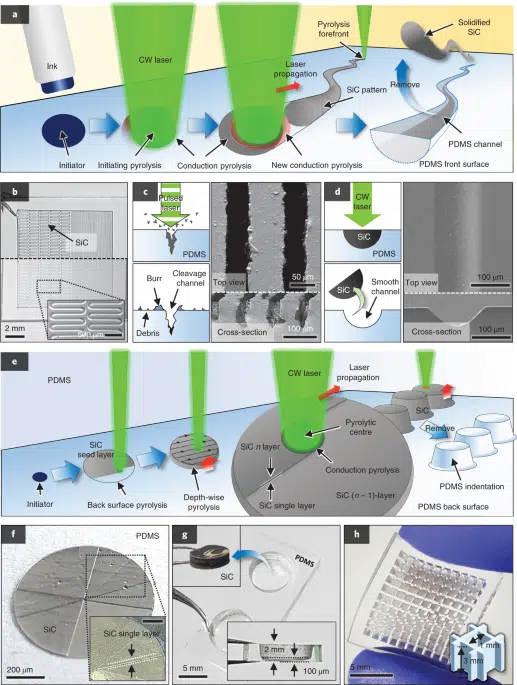 a
Ink
CW laser
Pyrolysis
forefront
Solidified
SiC
Laser
propagation
SiC pattern
Remove
PDMS channel
Initiator
Initiating pyrolysis
Conduction pyrolysis
New conduction pyrolysis
PDMS front surface
b
SiC
2 mm
500 μm
c
Pulsed
laser
PDMS
Burr
Cleavage
channel
Debris
Top view
50 μm
Cross-section
100 μm
d
CW
laser
SiC
PDMS
SiC
Smooth
channel
Top view
100 μm
Cross-section
100 μm
e
PDMS
CW laser
Laser
propagation
SiC
seed layer
SiC n layer
Pyrolytic
centre
SiC
Remove
Conduction pyrolysis
Initiator
Back surface pyrolysis
Depth-wise
pyrolysis
SiC single layer
SiC (n – 1)-layer
PDMS indentation
PDMS back surface
f
PDMS
SiC
SiC single layer
200 μm
g
SiC
PDMS
2 mm
5 mm
100 μm
h
5 mm
1 mm
3 mm